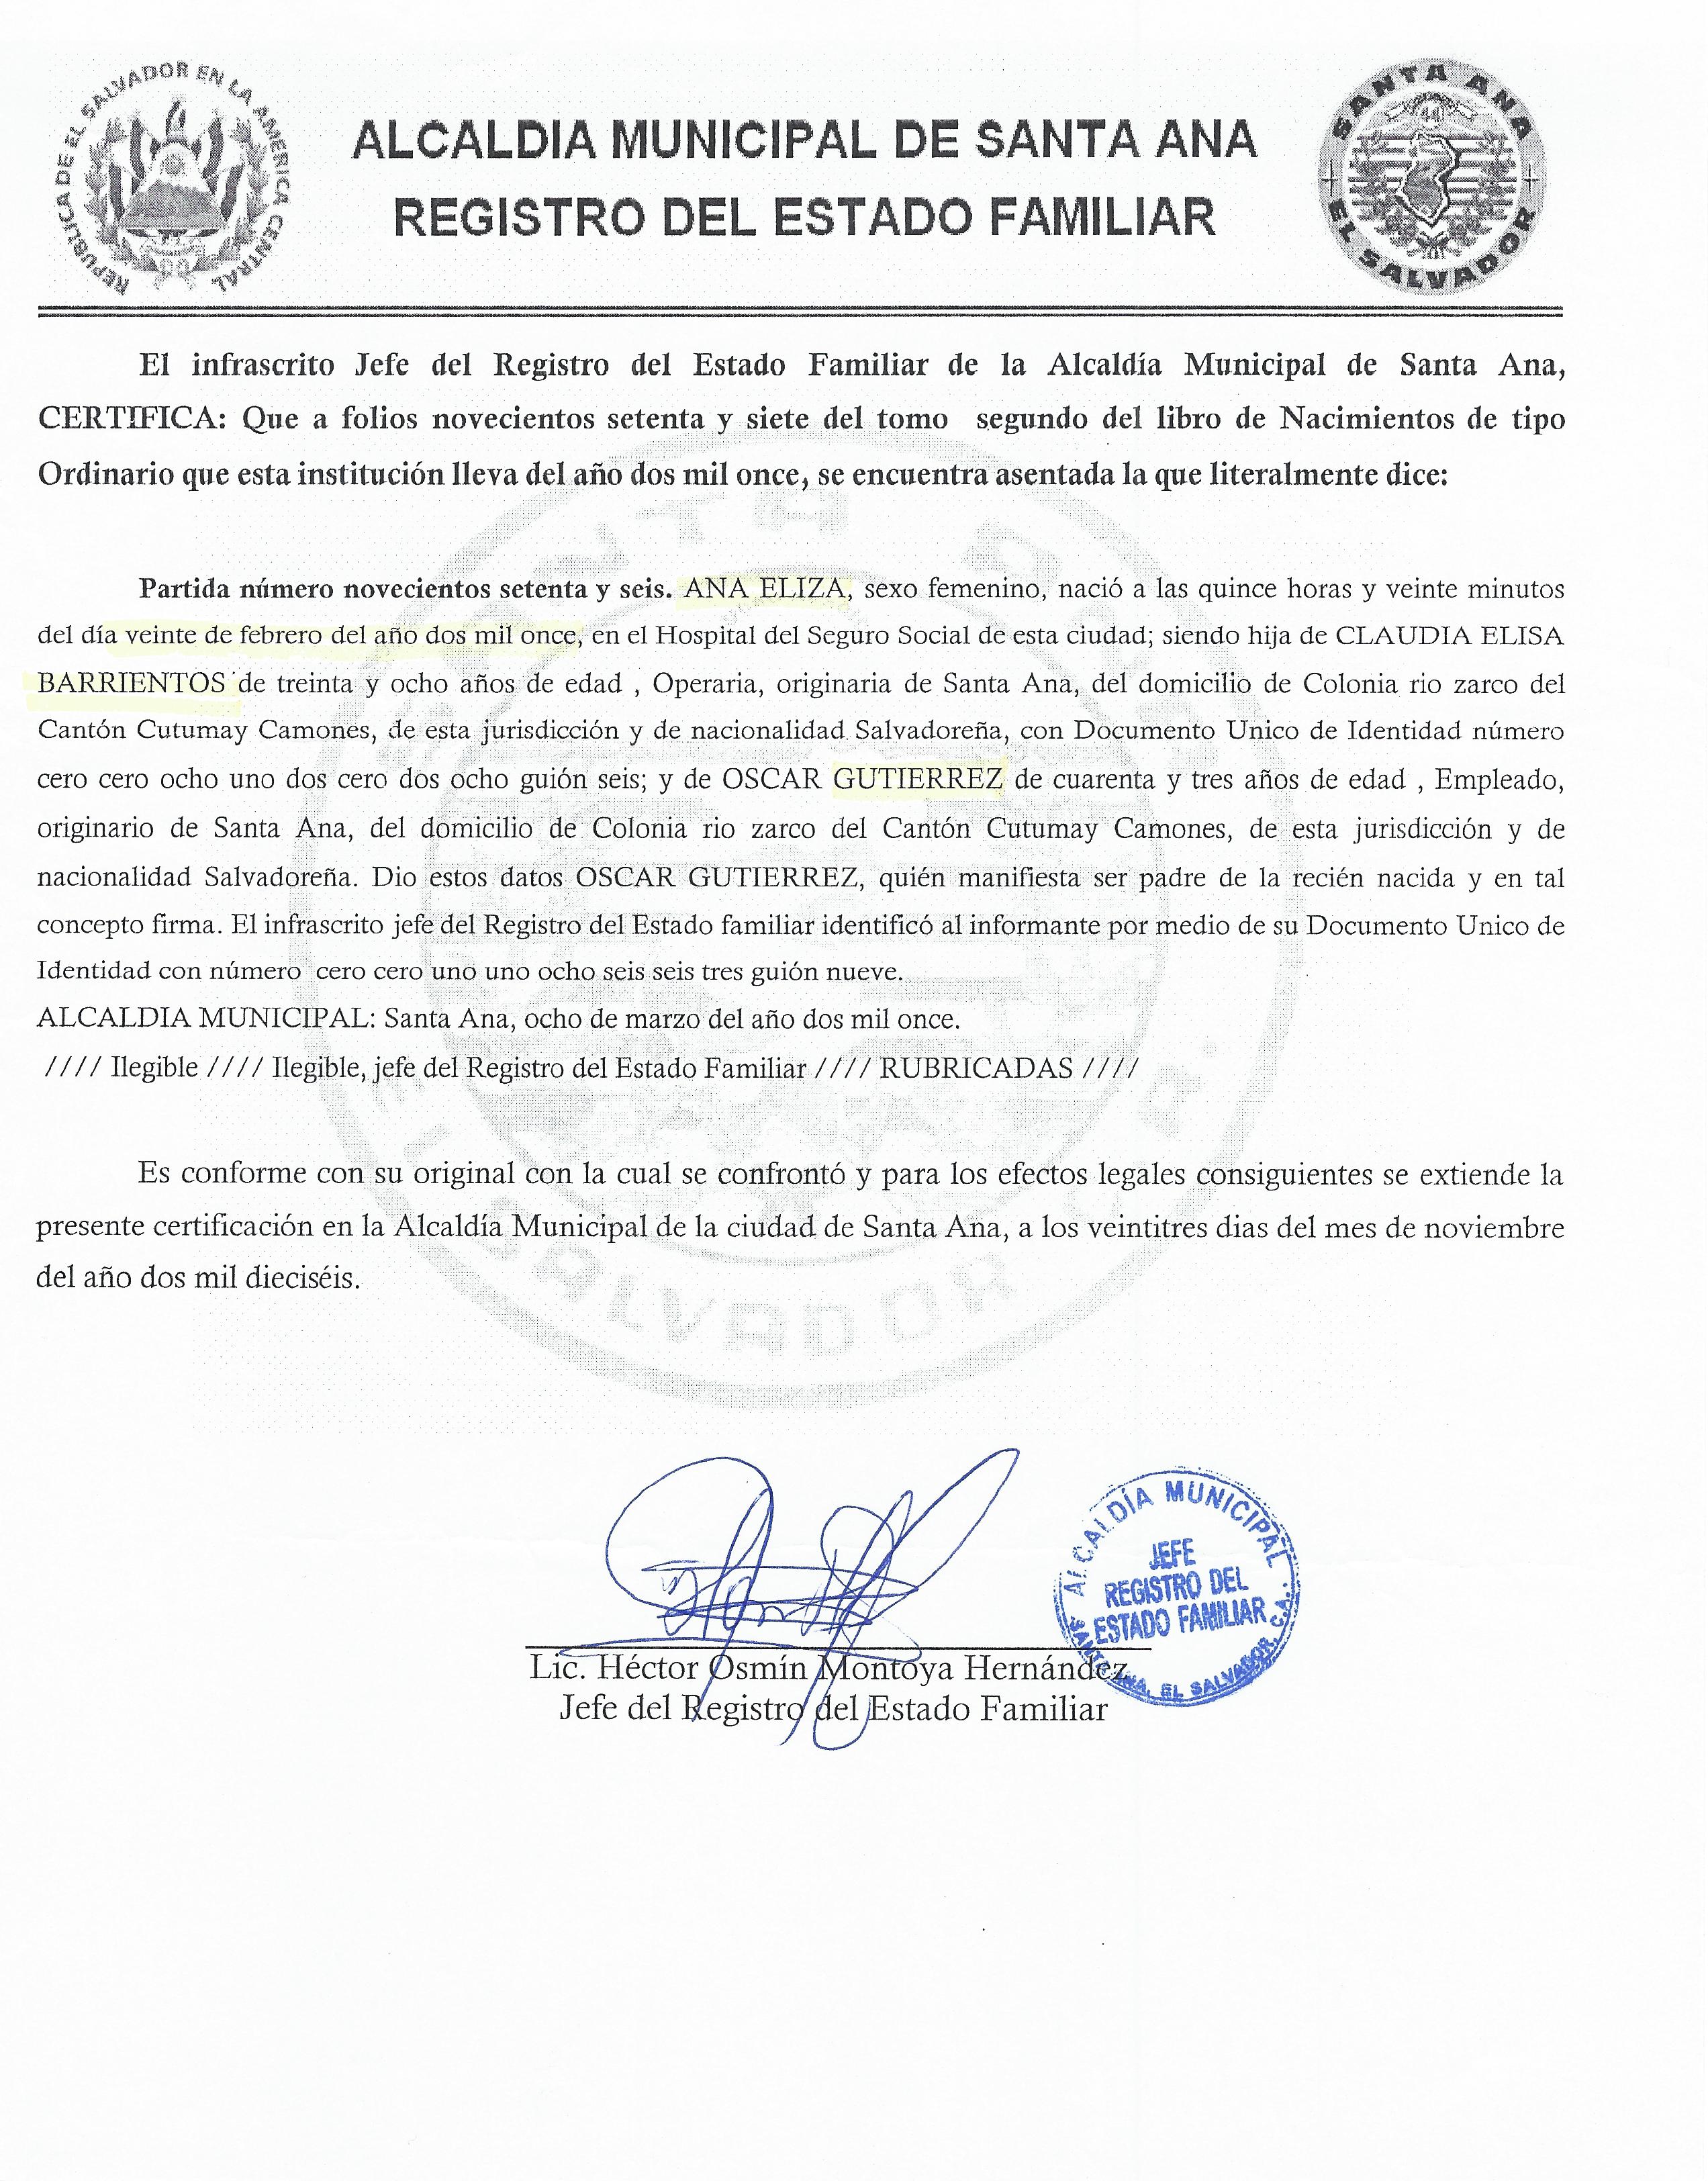 REPUBLICA DE EL SALVADOR EN LA AMERICA CENTRAL
ALCALDIA MUNICIPAL DE SANTA ANA
REGISTRO DEL ESTADO FAMILIAR
SANTA ANA
44
EL SALVADOR
El infrascrito Jefe del Registro del Estado Familiar de la Alcaldía Municipal de Santa Ana,
CERTIFICA: Que a folios novecientos setenta y siete del tomo segundo del libro de Nacimientos de tipo
Ordinario que esta institución lleva del año dos mil once, se encuentra asentada la que literalmente dice:
Partida número novecientos setenta y seis. ANA ELIZA, sexo femenino, nació a las quince horas y veinte minutos
del día veinte de febrero del año dos mil once, en el Hospital del Seguro Social de esta ciudad; siendo hija de CLAUDIA ELISA
BARRIENTOS de treinta y ocho años de edad , Operaria, originaria de Santa Ana, del domicilio de Colonia rio zarco del
Cantón Cutumay Camones, de esta jurisdicción y de nacionalidad Salvadoreña, con Documento Unico de Identidad número
cero cero ocho uno dos cero dos ocho guión seis; y de OSCAR GUTIERREZ de cuarenta y tres años de edad , Empleado,
originario de Santa Ana, del domicilio de Colonia rio zarco del Cantón Cutumay Camones, de esta jurisdicción y de
nacionalidad Salvadoreña. Dio estos datos OSCAR GUTIERREZ, quién manifiesta ser padre de la recién nacida y en tal
concepto firma. El infrascrito jefe del Registro del Estado familiar identificó al informante por medio de su Documento Unico de
Identidad con número cero cero uno uno ocho seis seis tres guión nueve.
ALCALDIA MUNICIPAL: Santa Ana, ocho de marzo del año dos mil once.
//// Ilegible //// Ilegible, jefe del Registro del Estado Familiar //// RUBRICADAS ////
Es conforme con su original con la cual se confrontó y para los efectos legales consiguientes se extiende la
presente certificación en la Alcaldía Municipal de la ciudad de Santa Ana, a los veintitres dias del mes de noviembre
del año dos mil dieciséis.
ALCALDÍA MUNICIPAL
JEFE
REGISTRO DEL
ESTADO FAMILIAR
SANTA ANA, EL SALVADOR, C.A.
Lic. Héctor Osmín Montoya Hernández
Jefe del Registro del Estado Familiar